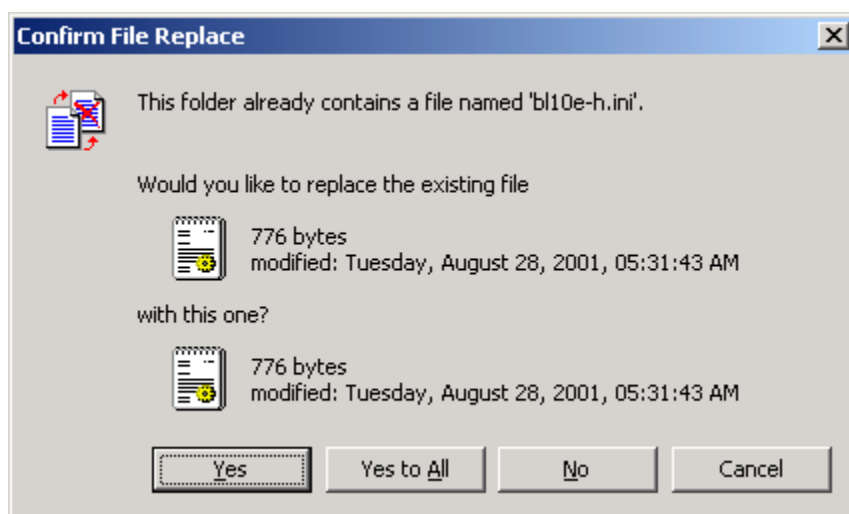 Confirm File Replace
This folder already contains a file named 'bl10e-h.ini'.
Would you like to replace the existing file
776 bytes
modified: Tuesday, August 28, 2001, 05:31:43 AM
with this one?
776 bytes
modified: Tuesday, August 28, 2001, 05:31:43 AM
Yes Yes to All No Cancel